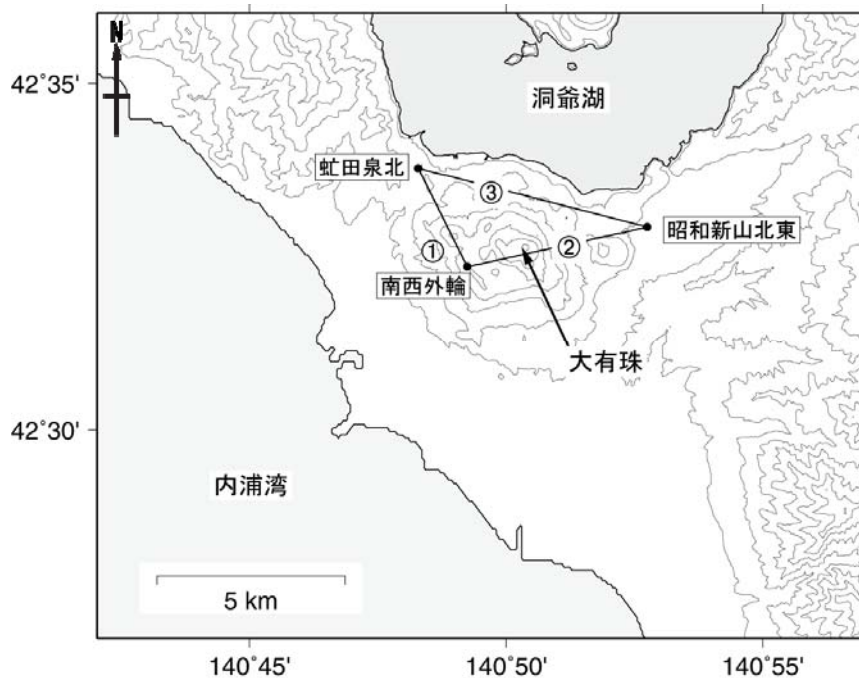 N
42˚35'
洞爺湖
虻田泉北
③
昭和新山北東
①
②
南西外輪
大有珠
42˚30'
内浦湾
5 km
140˚45'
140˚50'
140˚55'